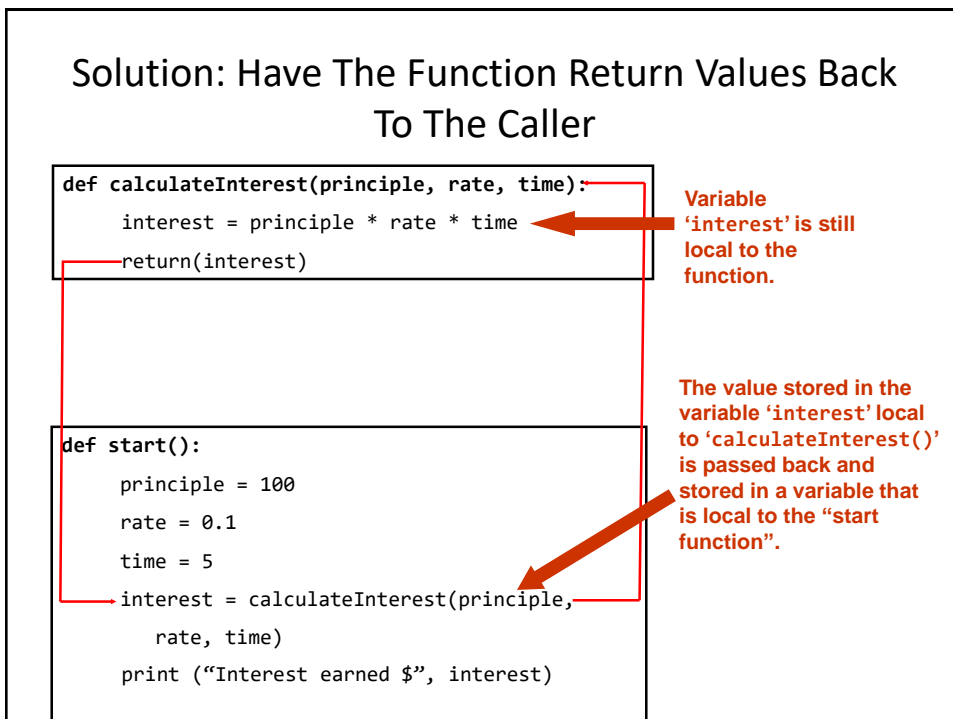 Solution: Have The Function Return Values Back
To The Caller
def calculateInterest(principle, rate, time):
interest = principle * rate * time
return(interest)
Variable
‘interest’ is still
local to the
function.
The value stored in the
variable ‘interest’ local
to ‘calculateInterest()’
is passed back and
stored in a variable that
is local to the “start
function”.
def start():
principle = 100
rate = 0.1
time = 5
interest = calculateInterest(principle,
rate, time)
print (“Interest earned $”, interest)